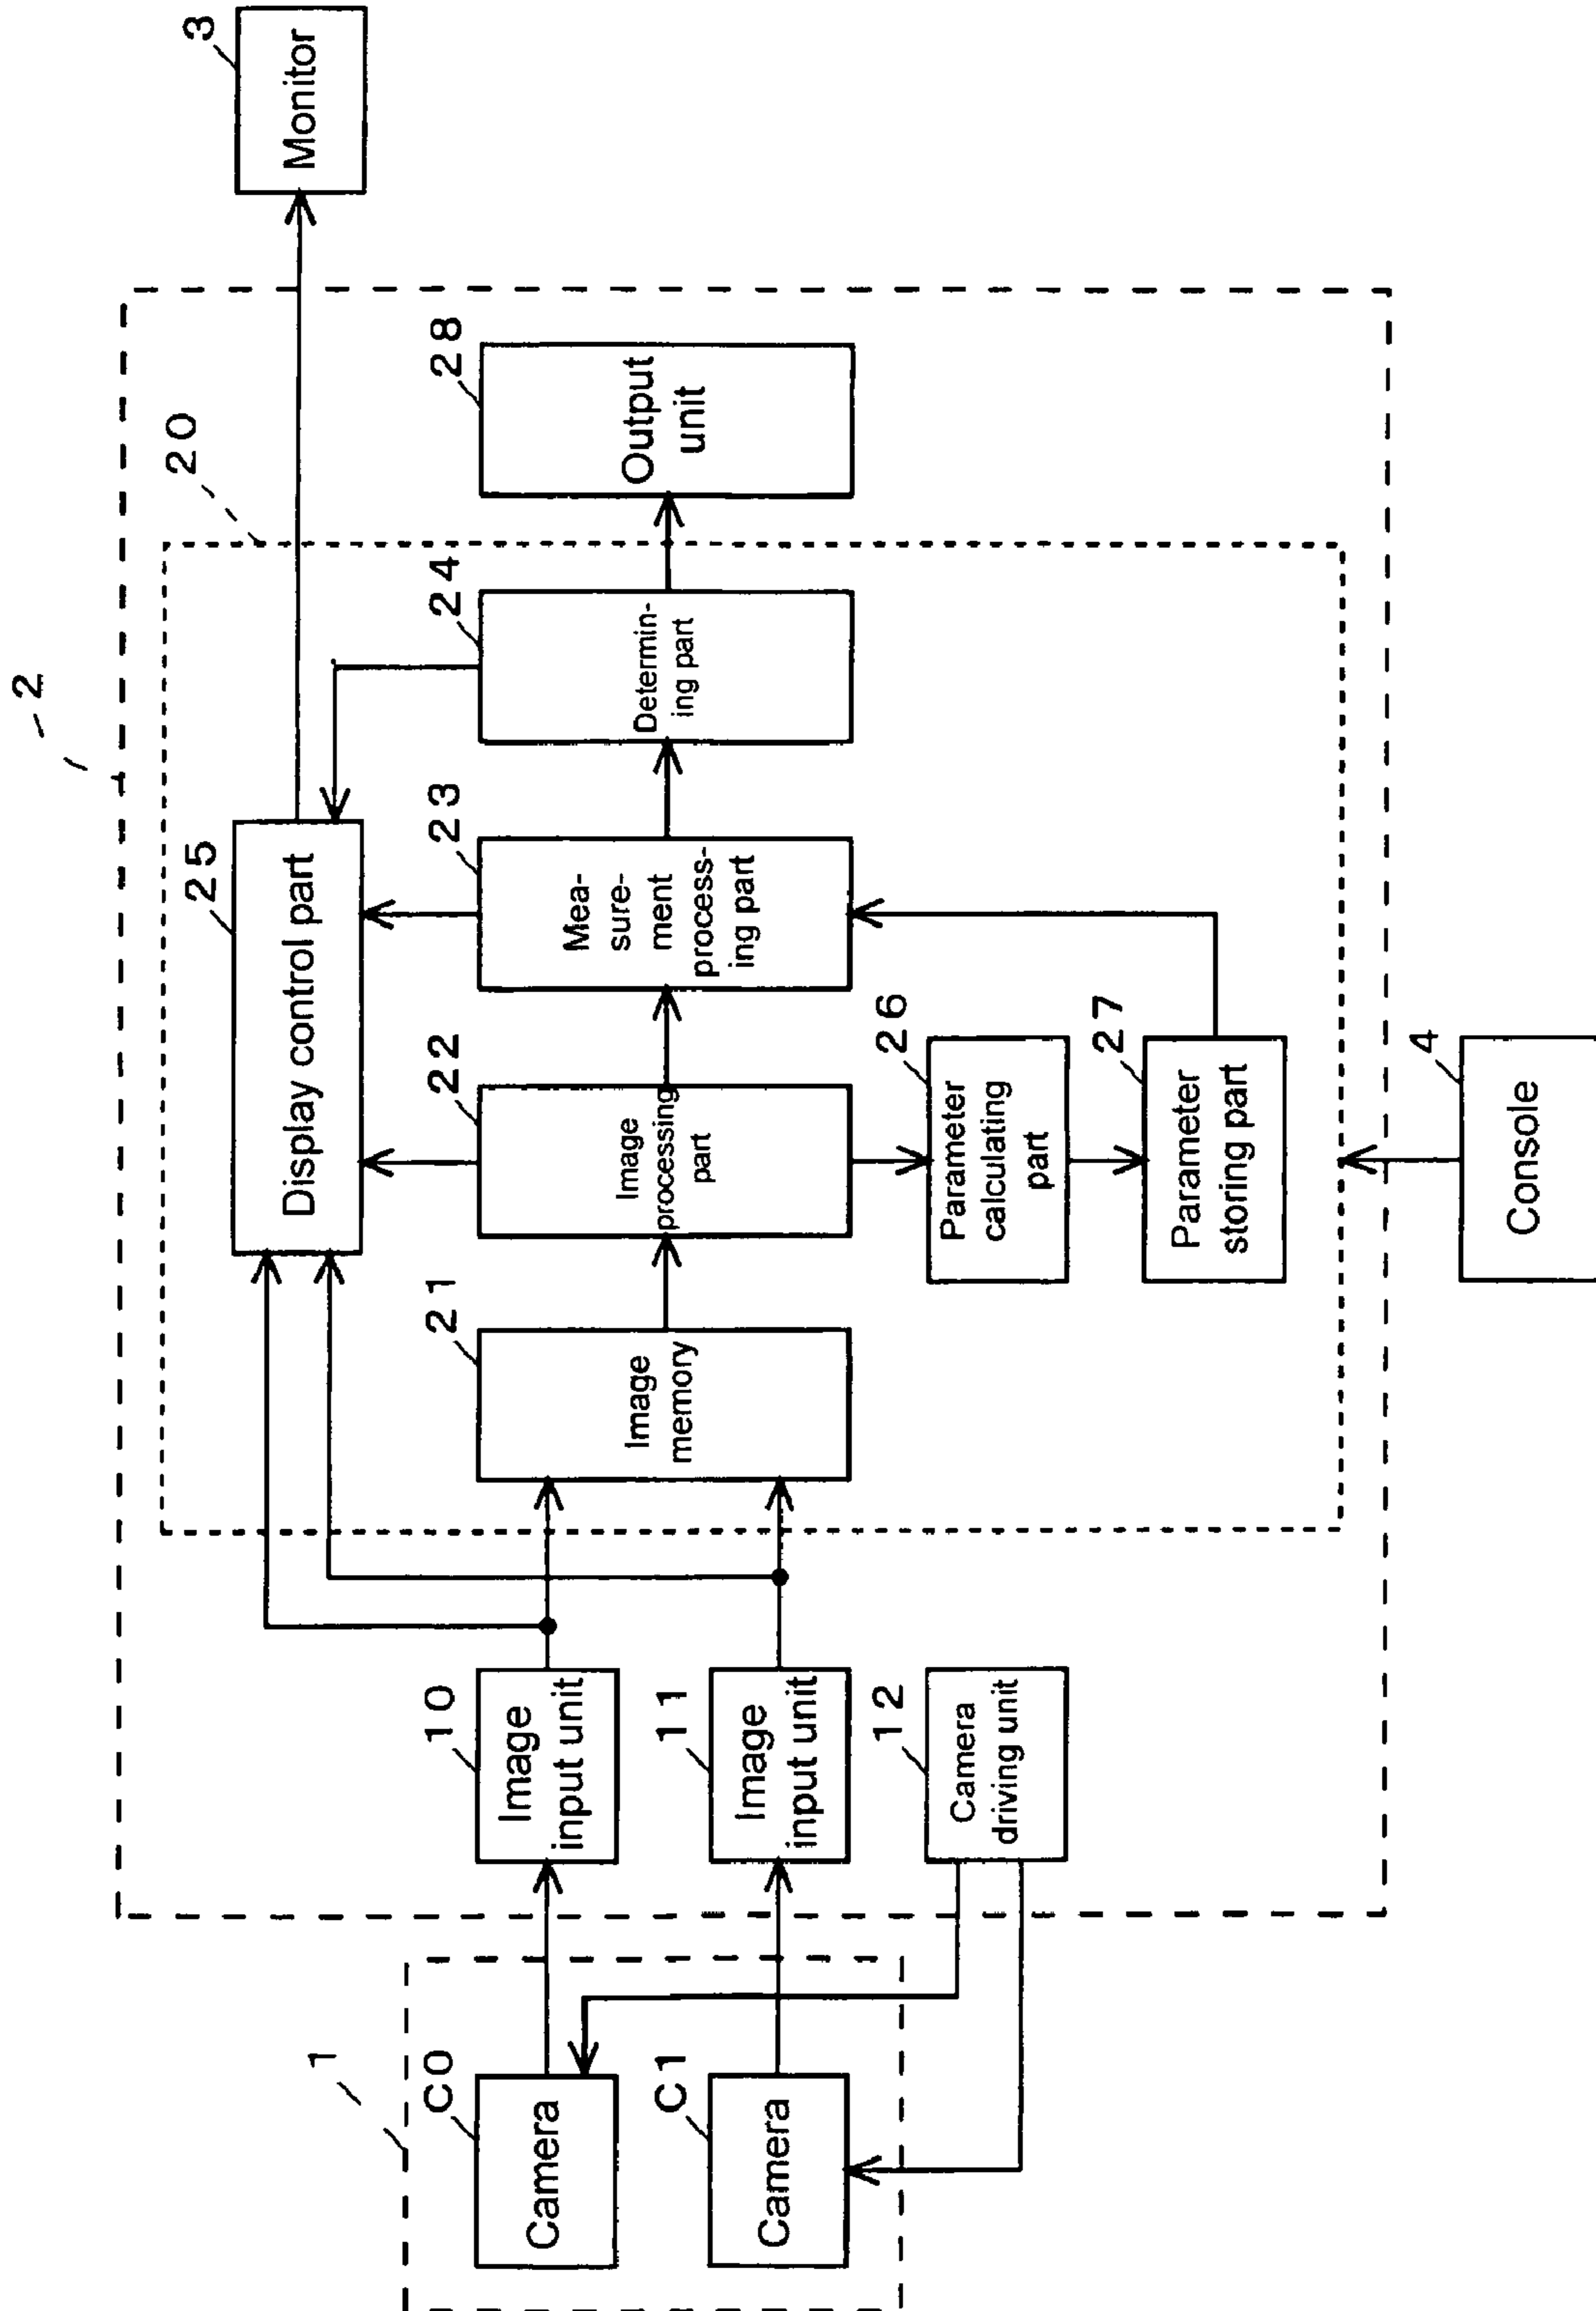 3
Monitor
2
20
25
Display control part
28
Output
unit
24
Determin-
ing part
23
Mea-
sure-
ment
process-
ing part
22
Image
processing
part
21
Image
memory
26
Parameter
calculating
part
27
Parameter
storing part
4
Console
10
Image
input unit
11
Image
input unit
12
Camera
driving unit
1
C0
Camera
C1
Camera